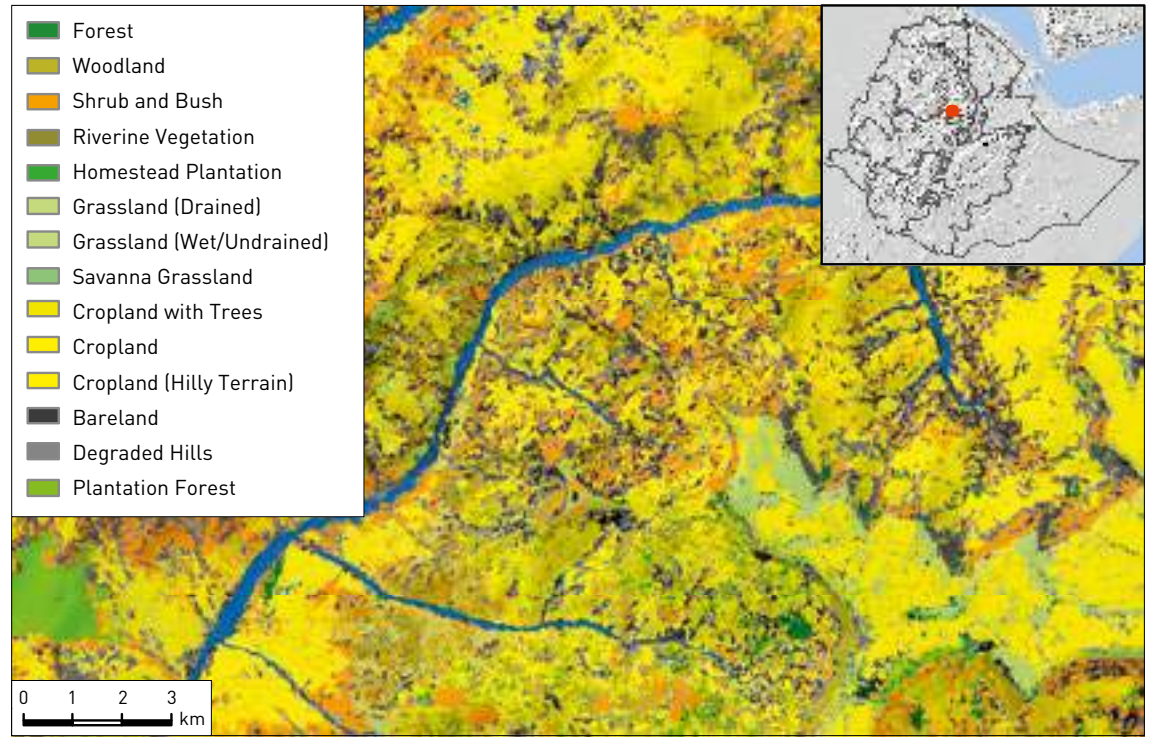 Forest
Woodland
Shrub and Bush
Riverine Vegetation
Homestead Plantation
Grassland (Drained)
Grassland (Wet/Undrained)
Savanna Grassland
Cropland with Trees
Cropland
Cropland (Hilly Terrain)
Bareland
Degraded Hills
Plantation Forest
0 1 2 3
km